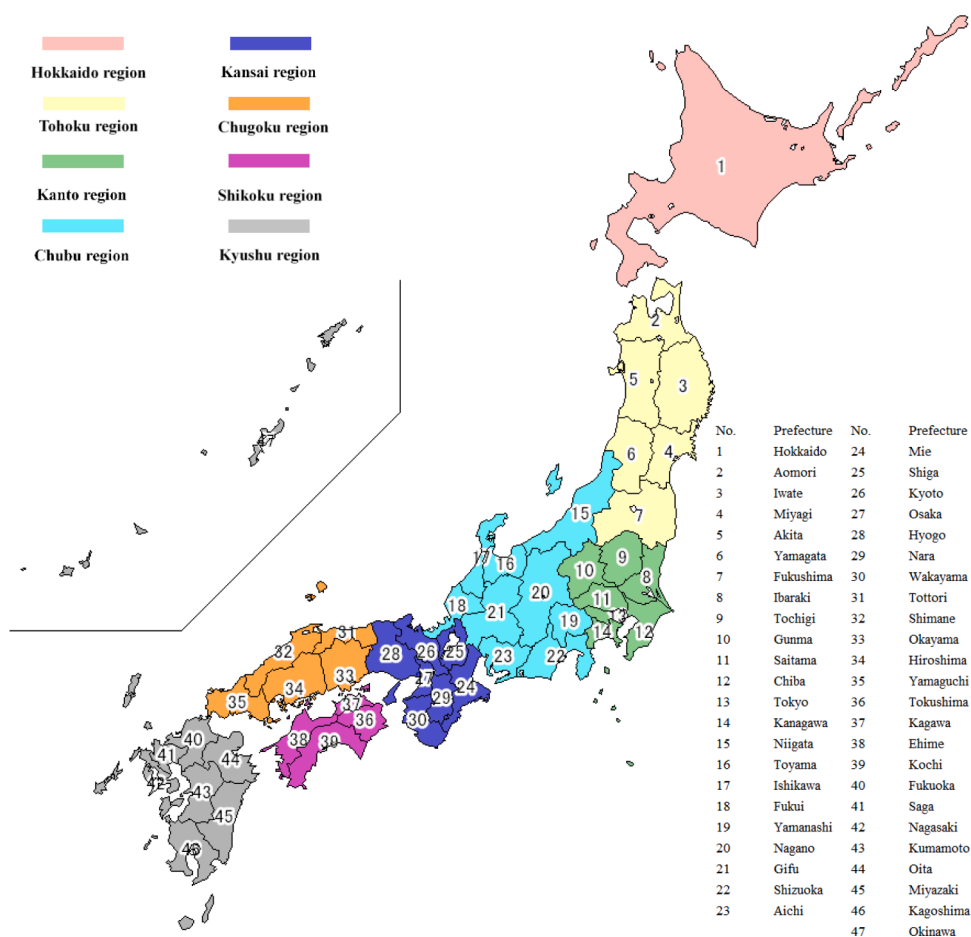 Hokkaido region
Kansai region
Tohoku region
Chugoku region
Kanto region
Shikoku region
Chubu region
Kyushu region
1
2
5
3
6
4
15
7
17
16
10
9
8
20
11
13
18
21
19
14
12
23
22
31
32
28
26
25
33
27
34
24
35
37
29
36
30
38
39
40
41
44
42
43
45
46
47
No. Prefecture No. Prefecture
1 Hokkaido 24 Mie
2 Aomori 25 Shiga
3 Iwate 26 Kyoto
4 Miyagi 27 Osaka
5 Akita 28 Hyogo
6 Yamagata 29 Nara
7 Fukushima 30 Wakayama
8 Ibaraki 31 Tottori
9 Tochigi 32 Shimane
10 Gunma 33 Okayama
11 Saitama 34 Hiroshima
12 Chiba 35 Yamaguchi
13 Tokyo 36 Tokushima
14 Kanagawa 37 Kagawa
15 Niigata 38 Ehime
16 Toyama 39 Kochi
17 Ishikawa 40 Fukuoka
18 Fukui 41 Saga
19 Yamanashi 42 Nagasaki
20 Nagano 43 Kumamoto
21 Gifu 44 Oita
22 Shizuoka 45 Miyazaki
23 Aichi 46 Kagoshima
47 Okinawa